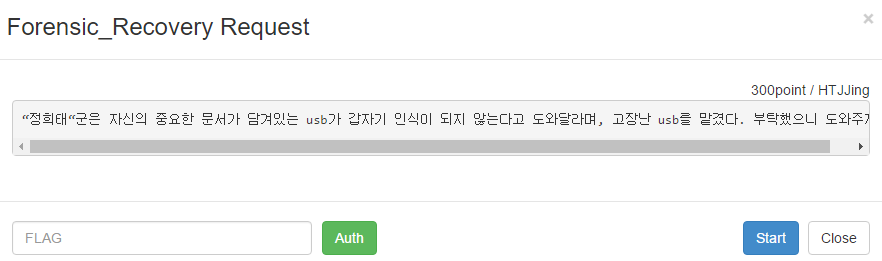 Forensic_Recovery Request
×
300point / HTJJing
“정희태“군은 자신의 중요한 문서가 담겨있는 usb가 갑자기 인식이 되지 않는다고 도와달라며, 고장난 usb를 맡겼다. 부탁했으니 도와주자
FLAG
Auth
Start
Close